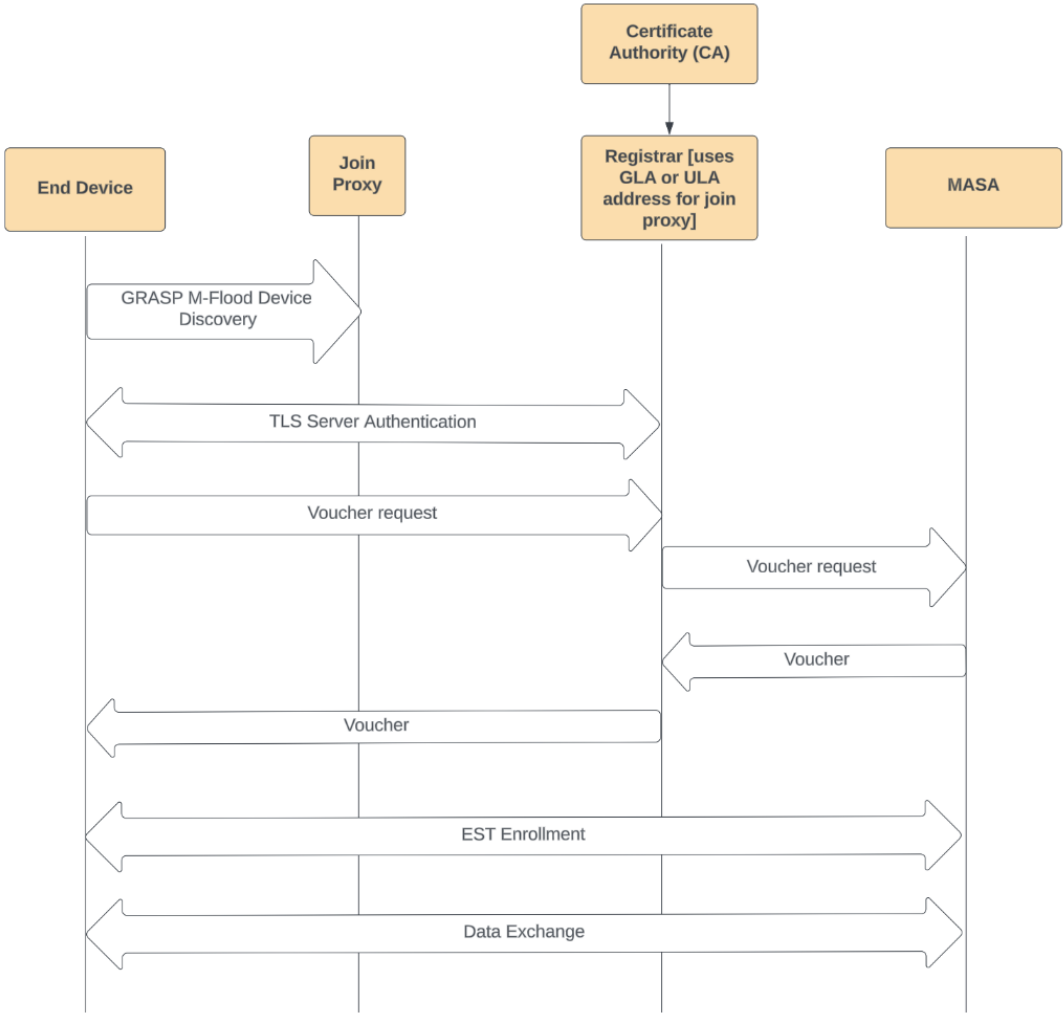 Certificate
Authority (CA)
End Device
Join
Proxy
Registrar [uses
GLA or ULA
address for join
proxy]
MASA
GRASP M-Flood Device
Discovery
TLS Server Authentication
Voucher request
Voucher request
Voucher
Voucher
EST Enrollment
Data Exchange